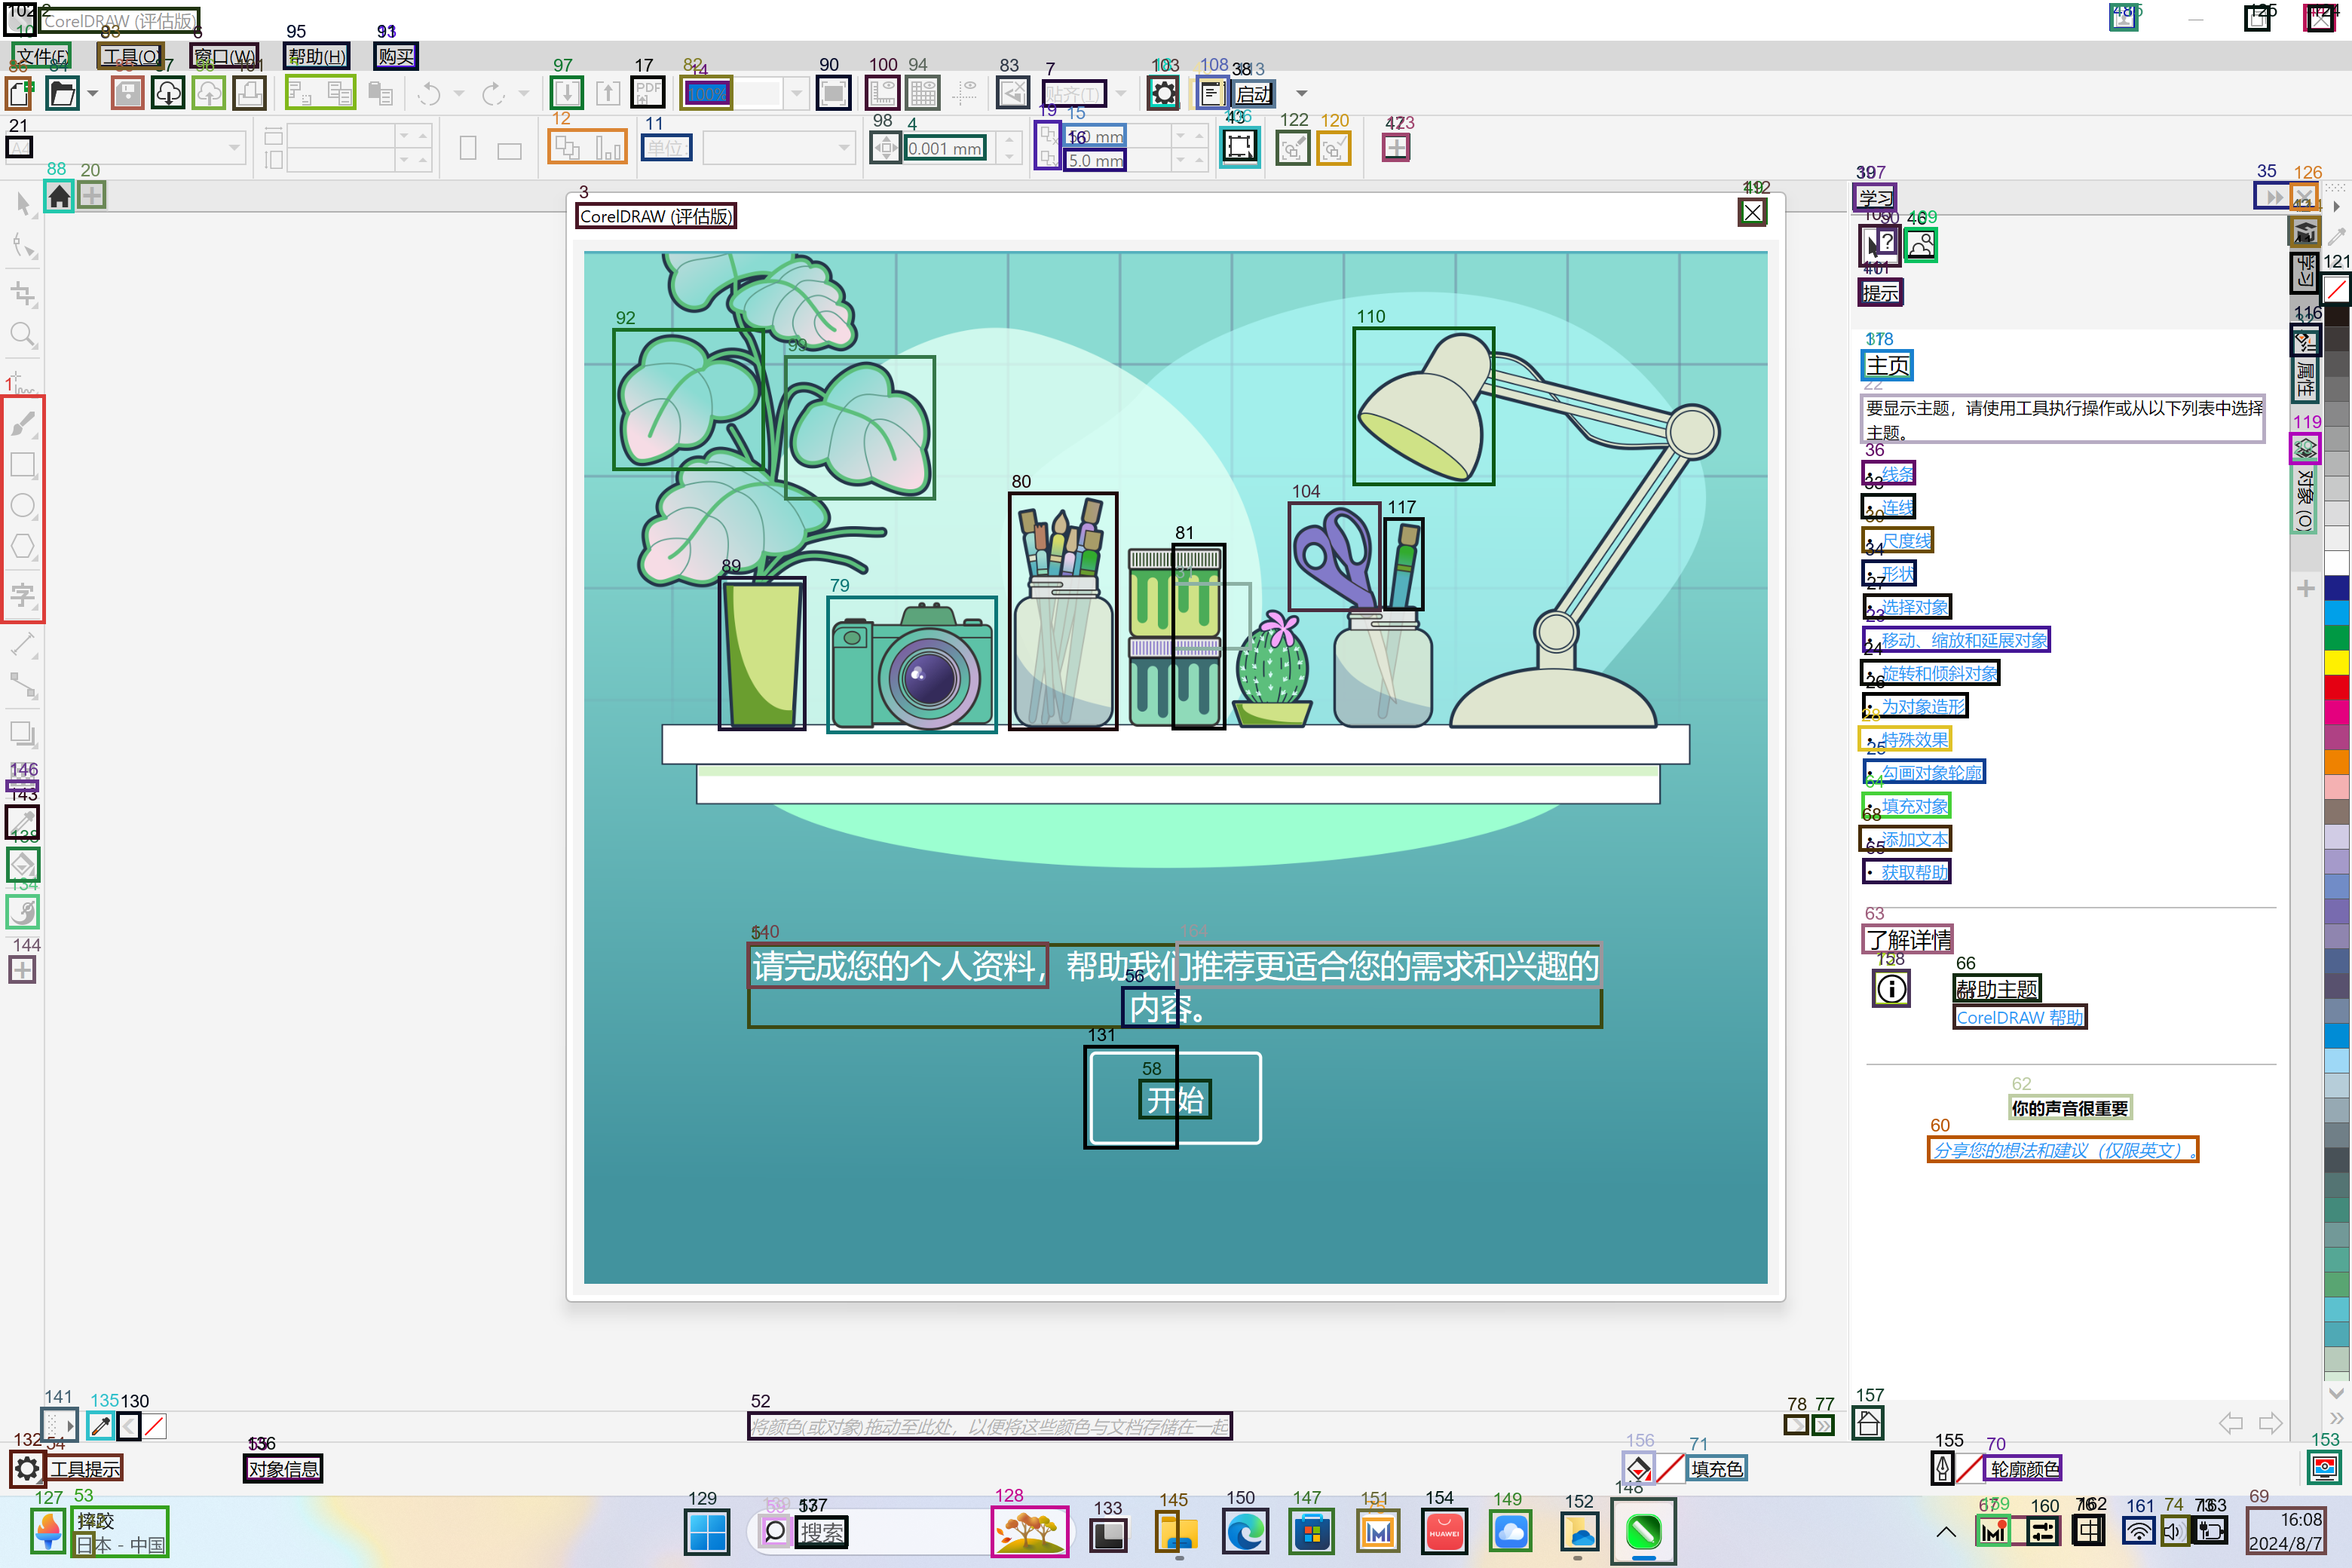 CorelDRAW (评估版)
文件(F) 工具(O) 窗口(W) 帮助(H) 购买
PDF 100% 贴齐(T) 启动
A4 单位: 0.001 mm 5.0 mm
5.0 mm
CorelDRAW (评估版)
学习
提示
主页
要显示主题，请使用工具执行操作或从以下列表中选择
主题。
• 线条
• 连线
• 尺度线
• 形状
• 选择对象
• 移动、缩放和延展对象
• 旋转和倾斜对象
• 为对象造形
• 特殊效果
• 勾画对象轮廓
• 填充对象
• 添加文本
• 获取帮助
了解详情
帮助主题
CorelDRAW 帮助
你的声音很重要
分享您的想法和建议（仅限英文）。
学习
属性
对象 (O)
请完成您的个人资料，帮助我们推荐更适合您的需求和兴趣的
内容。
开始
将颜色(或对象)拖动至此处，以便将这些颜色与文档存储在一起
工具提示 对象信息 填充色 轮廓颜色
摔跤
日本 - 中国
搜索
HUAWEI
16:08
2024/8/7